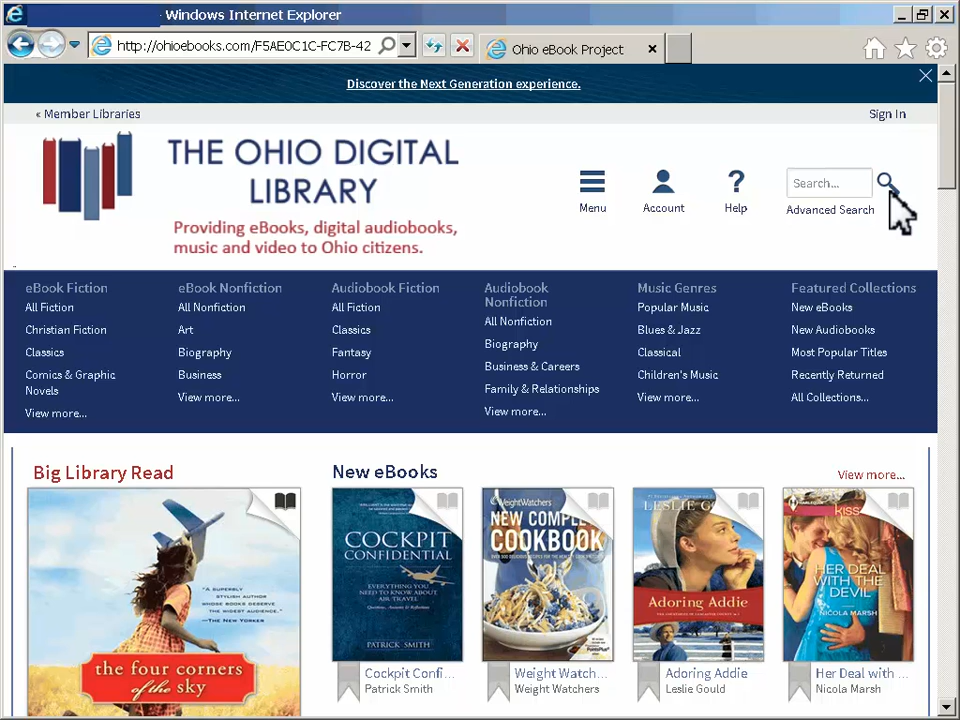 Windows Internet Explorer
http://ohioebooks.com/F5AE0C1C-FC7B-42
Ohio eBook Project
Discover the Next Generation experience.
« Member Libraries
Sign In
THE OHIO DIGITAL
LIBRARY
Providing eBooks, digital audiobooks,
music and video to Ohio citizens.
Menu
Account
Help
Search...
Advanced Search
eBook Fiction
All Fiction
Christian Fiction
Classics
Comics & Graphic
Novels
View more...
eBook Nonfiction
All Nonfiction
Art
Biography
Business
View more...
Audiobook Fiction
All Fiction
Classics
Fantasy
Horror
View more...
Audiobook
Nonfiction
All Nonfiction
Biography
Business & Careers
Family & Relationships
View more...
Music Genres
Popular Music
Blues & Jazz
Classical
Children's Music
View more...
Featured Collections
New eBooks
New Audiobooks
Most Popular Titles
Recently Returned
All Collections...
Big Library Read
"A SUPERBLY
STYLISH AUTHOR
WHOSE BOOKS DESERVE
THE BIGGEST AUDIENCE."
—THE NEW YORKER
the four corners
of the sky
New eBooks
View more...
COCKPIT
CONFIDENTIAL
EVERYTHING YOU
NEED TO KNOW ABOUT
AIR TRAVEL
Questions, Answers & Reflections
PATRICK SMITH
Cockpit Confi...
Patrick Smith
WeightWatchers
NEW COMPLETE
COOKBOOK
Weight Watch...
Weight Watchers
LESLIE G
Adoring Addie
Adoring Addie
Leslie Gould
KISS
HER DEAL
WITH THE
DEVIL
NICOLA MARSH
Her Deal with ...
Nicola Marsh